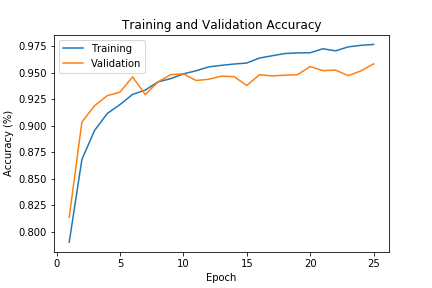 Training and Validation Accuracy
Training
Validation
Accuracy (%)
0.975
0.950
0.925
0.900
0.875
0.850
0.825
0.800
0
5
10
15
20
25
Epoch